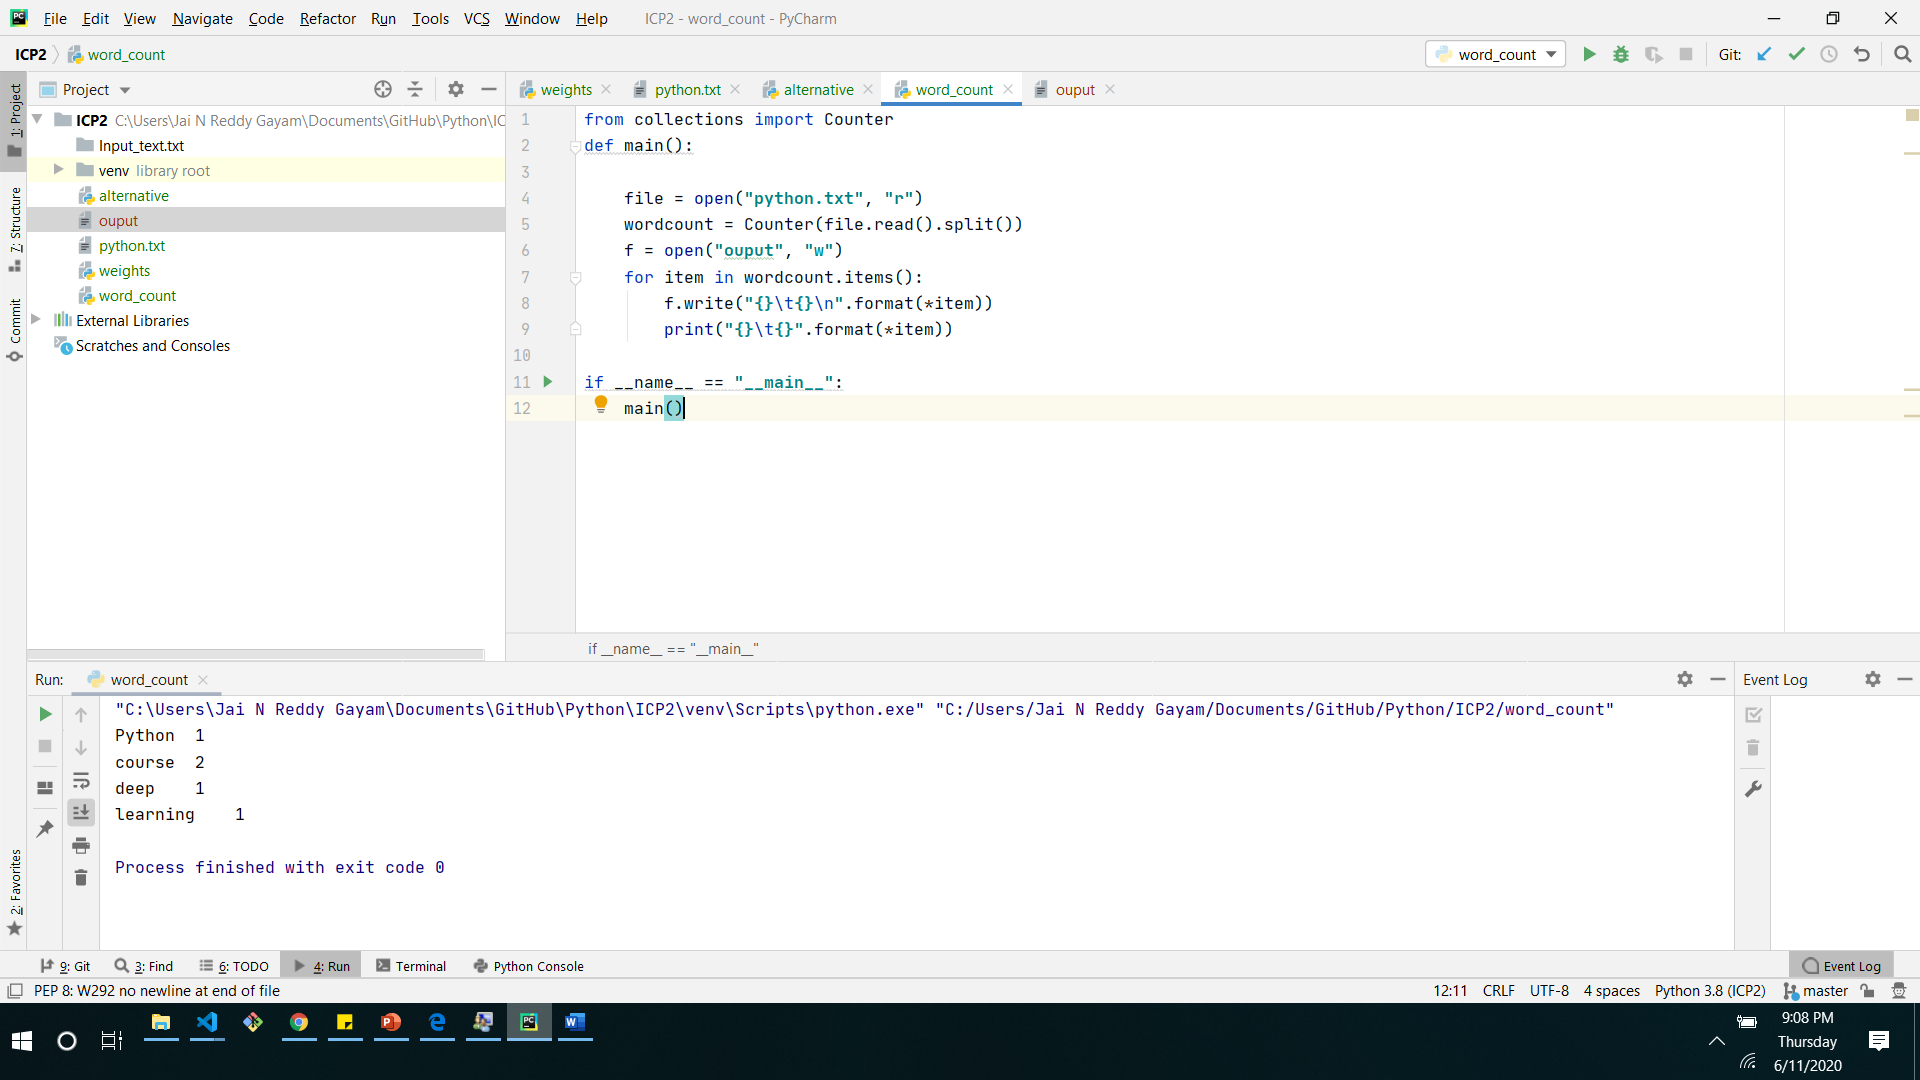 File Edit View Navigate Code Refactor Run Tools VCS Window Help ICP2 - word_count - PyCharm
ICP2 word_count
word_count Git:
Project
weights python.txt alternative word_count ouput
1: Project
7: Structure
Commit
2: Favorites
ICP2 C:\Users\Jai N Reddy Gayam\Documents\GitHub\Python\IC
Input_text.txt
venv library root
alternative
ouput
python.txt
weights
word_count
External Libraries
Scratches and Consoles
1 from collections import Counter
2 def main():
3
4 file = open("python.txt", "r")
5 wordcount = Counter(file.read().split())
6 f = open("ouput", "w")
7 for item in wordcount.items():
8 f.write("{}\t{}\n".format(*item))
9 print("{}\t{}".format(*item))
10
11 if __name__ == "__main__":
12 main()
if __name__ == "__main__"
Run: word_count
Event Log
"C:\Users\Jai N Reddy Gayam\Documents\GitHub\Python\ICP2\venv\Scripts\python.exe" "C:/Users/Jai N Reddy Gayam/Documents/GitHub/Python/ICP2/word_count"
Python 1
course 2
deep 1
learning 1
Process finished with exit code 0
9: Git 3: Find 6: TODO 4: Run Terminal Python Console Event Log
PEP 8: W292 no newline at end of file 12:11 CRLF UTF-8 4 spaces Python 3.8 (ICP2) master
9:08 PM
Thursday
6/11/2020